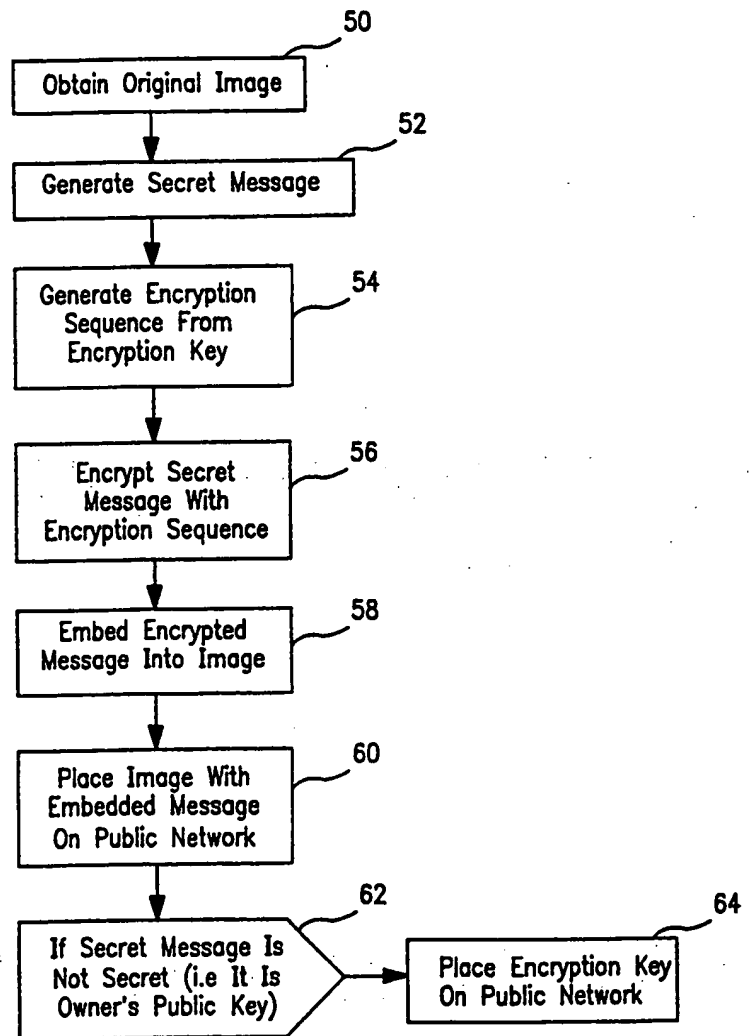 50
Obtain Original Image
52
Generate Secret Message
54
Generate Encryption
Sequence From
Encryption Key
56
Encrypt Secret
Message With
Encryption Sequence
58
Embed Encrypted
Message Into Image
60
Place Image With
Embedded Message
On Public Network
62
If Secret Message Is
Not Secret (i.e It Is
Owner's Public Key)
64
Place Encryption Key
On Public Network